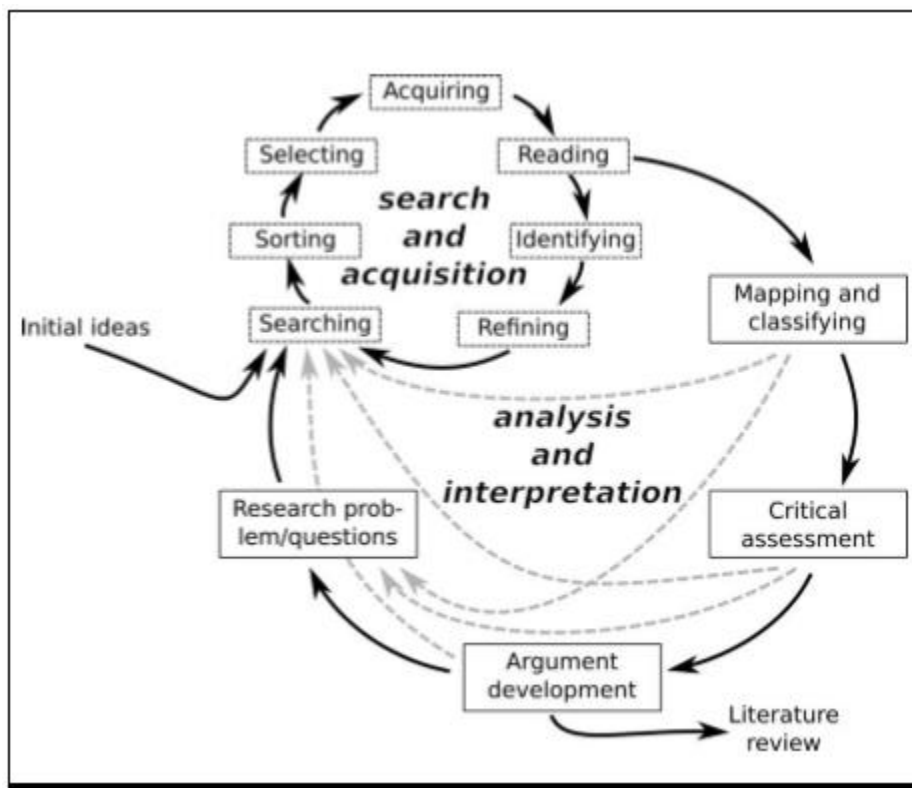 Acquiring
Selecting
Reading
search
and
acquisition
Sorting
Identifying
Searching
Refining
Initial ideas
Mapping and
classifying
analysis
and
interpretation
Research prob-
lem/questions
Critical
assessment
Argument
development
Literature
review